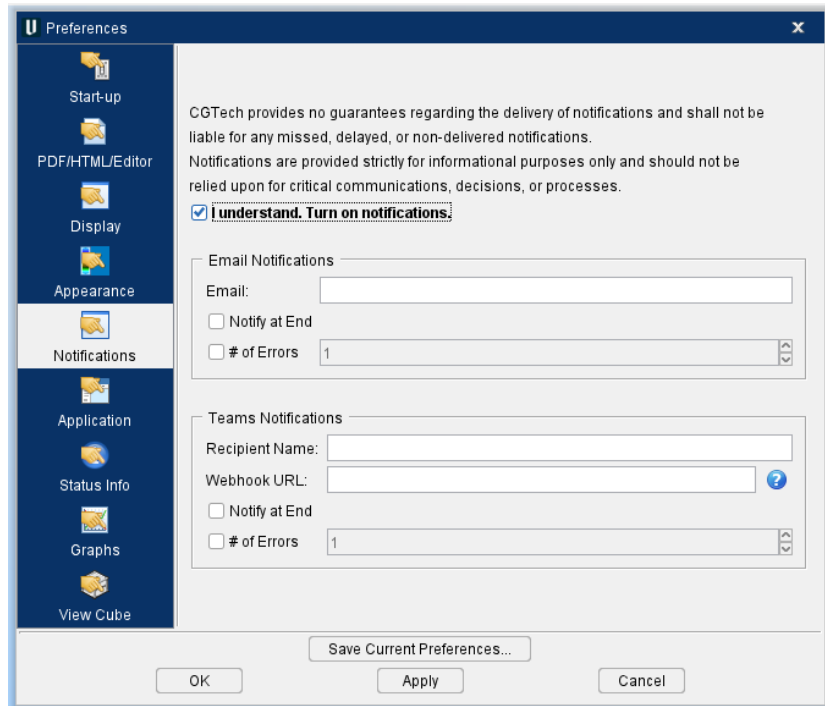 Preferences
Start-up
PDF/HTML/Editor
Display
Appearance
Notifications
Application
Status Info
Graphs
View Cube
CGTech provides no guarantees regarding the delivery of notifications and shall not be
liable for any missed, delayed, or non-delivered notifications.
Notifications are provided strictly for informational purposes only and should not be
relied upon for critical communications, decisions, or processes.
I understand. Turn on notifications.
Email Notifications
Email:
Notify at End
# of Errors 1
Teams Notifications
Recipient Name:
Webhook URL: ?
Notify at End
# of Errors 1
Save Current Preferences...
OK Apply Cancel